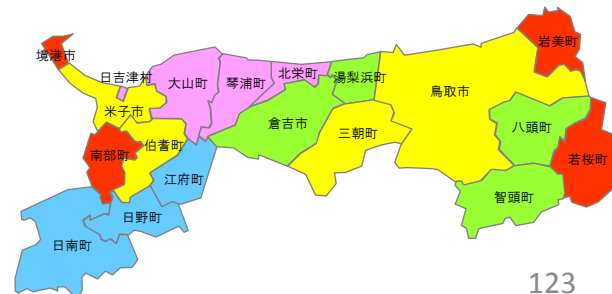 境港市
岩美町
日吉津村
大山町
琴浦町
北栄町
湯梨浜町
鳥取市
米子市
倉吉市
三朝町
八頭町
南部町
伯耆町
若桜町
江府町
智頭町
日野町
日南町
123